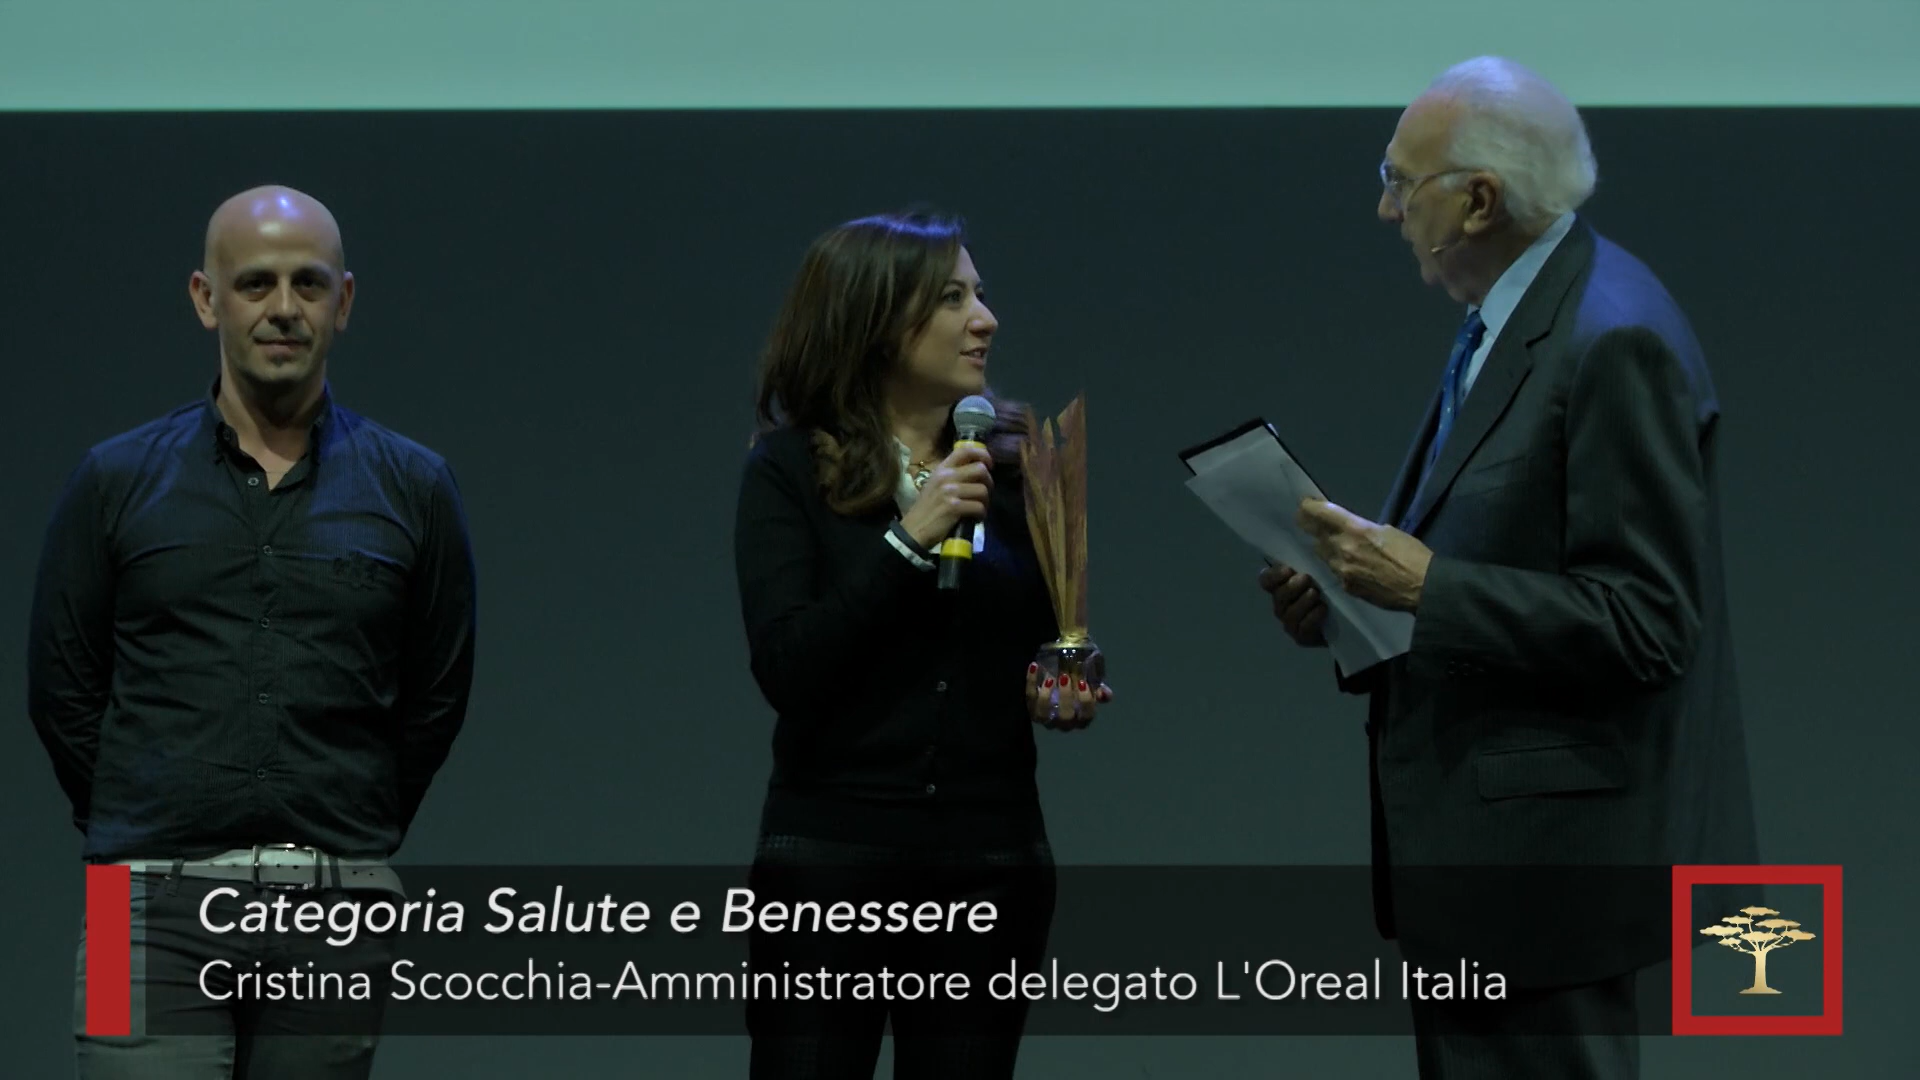 Categoria Salute e Benessere
Cristina Scocchia-Amministratore delegato L'Oreal Italia